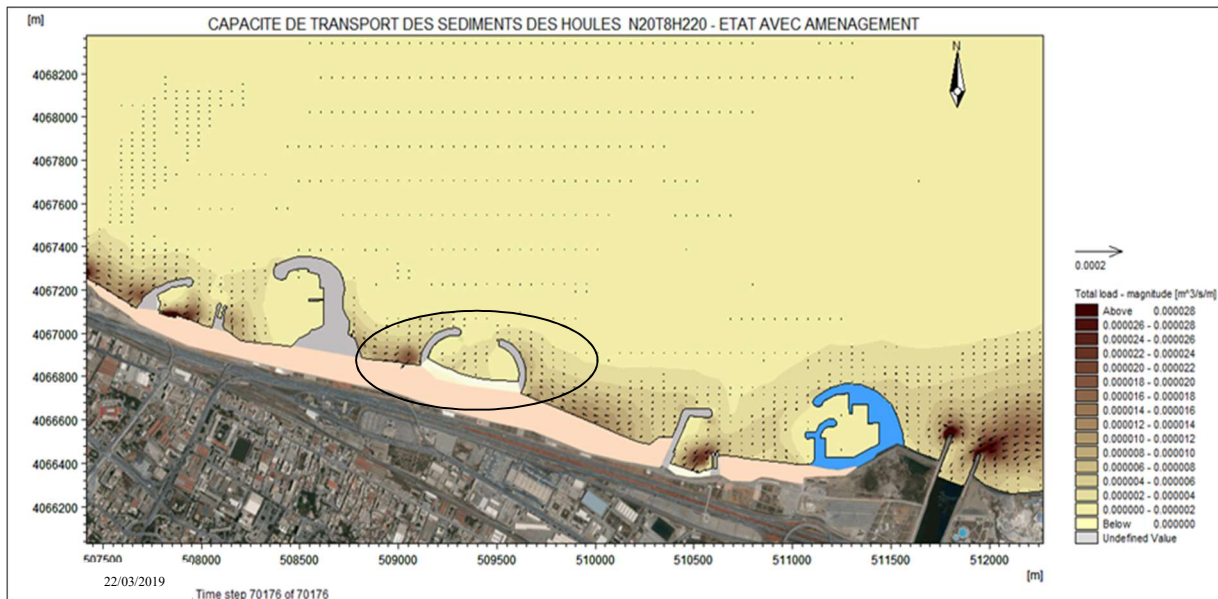 [m]
CAPACITE DE TRANSPORT DES SEDIMENTS DES HOULES N20T8H220 - ETAT AVEC AMENAGEMENT
N
4068200
4068000
4067800
4067600
4067400
4067200
4067000
4066800
4066600
4066400
4066200
0.0002
Total load - magnitude [m^3/s/m]
Above 0.000028
0.000026 - 0.000028
0.000024 - 0.000026
0.000022 - 0.000024
0.000020 - 0.000022
0.000018 - 0.000020
0.000016 - 0.000018
0.000014 - 0.000016
0.000012 - 0.000014
0.000010 - 0.000012
0.000008 - 0.000010
0.000006 - 0.000008
0.000004 - 0.000006
0.000002 - 0.000004
0.000000 - 0.000002
Below 0.000000
Undefined Value
507500 508000 508500 509000 509500 510000 510500 511000 511500 512000
[m]
22/03/2019
Time step 70176 of 70176